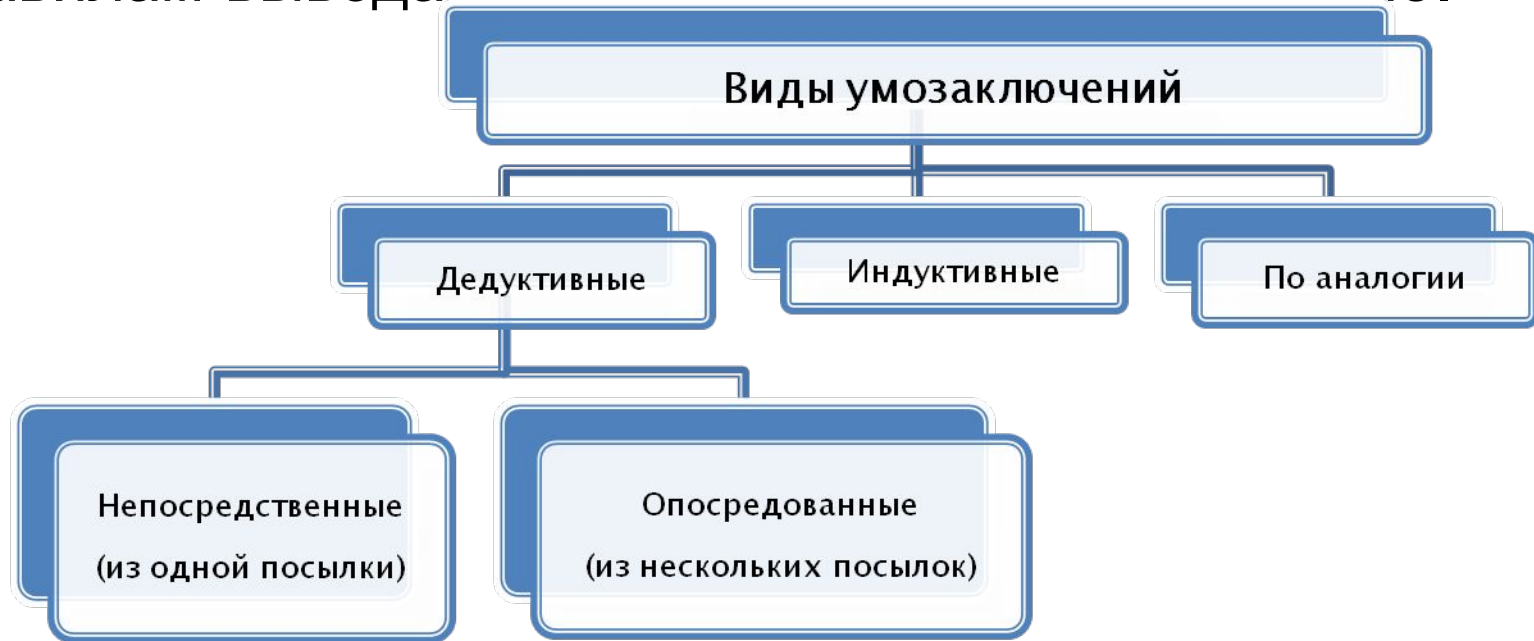 Виды умозаключений
Дедуктивные
Индуктивные
По аналогии
Непосредственные
(из одной посылки)
Опосредованные
(из нескольких посылок)